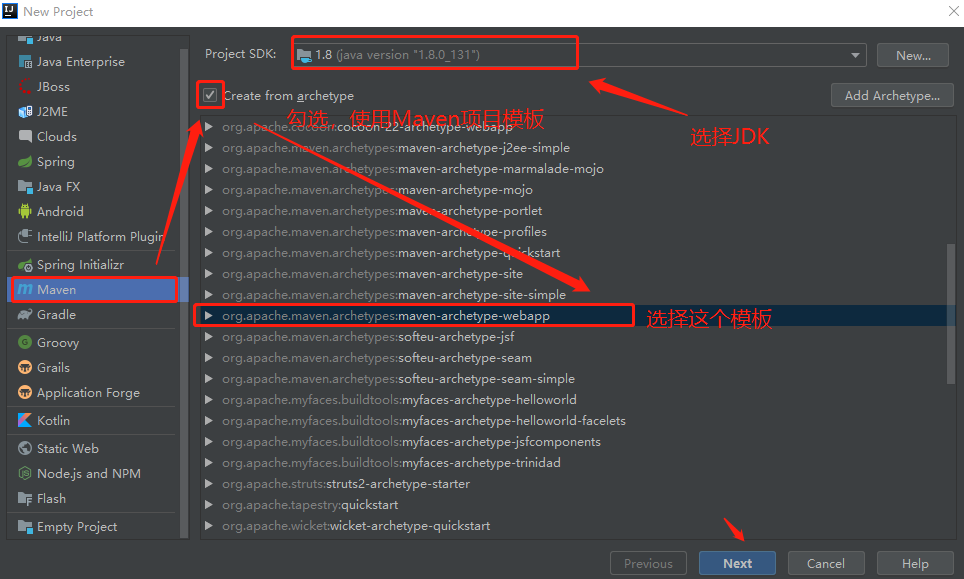 New Project
Java
Java Enterprise
JBoss
J2ME
Clouds
Spring
Java FX
Android
IntelliJ Platform Plugin
Spring Initializr
Maven
Gradle
Groovy
Grails
Application Forge
Kotlin
Static Web
Node.js and NPM
Flash
Empty Project
Project SDK: 1.8 (java version "1.8.0_131") New...
Create from archetype Add Archetype...
勾选，使用Maven项目模板
选择JDK
org.apache.cocoon:cocoon-22-archetype-webapp
org.apache.maven.archetypes:maven-archetype-j2ee-simple
org.apache.maven.archetypes:maven-archetype-marmalade-mojo
org.apache.maven.archetypes:maven-archetype-mojo
org.apache.maven.archetypes:maven-archetype-portlet
org.apache.maven.archetypes:maven-archetype-profiles
org.apache.maven.archetypes:maven-archetype-quickstart
org.apache.maven.archetypes:maven-archetype-site
org.apache.maven.archetypes:maven-archetype-site-simple
org.apache.maven.archetypes:maven-archetype-webapp
选择这个模板
org.apache.maven.archetypes:softeu-archetype-jsf
org.apache.maven.archetypes:softeu-archetype-seam
org.apache.maven.archetypes:softeu-archetype-seam-simple
org.apache.myfaces.buildtools:myfaces-archetype-helloworld
org.apache.myfaces.buildtools:myfaces-archetype-helloworld-facelets
org.apache.myfaces.buildtools:myfaces-archetype-jsfcomponents
org.apache.myfaces.buildtools:myfaces-archetype-trinidad
org.apache.struts:struts2-archetype-starter
org.apache.tapestry:quickstart
org.apache.wicket:wicket-archetype-quickstart
Previous Next Cancel Help